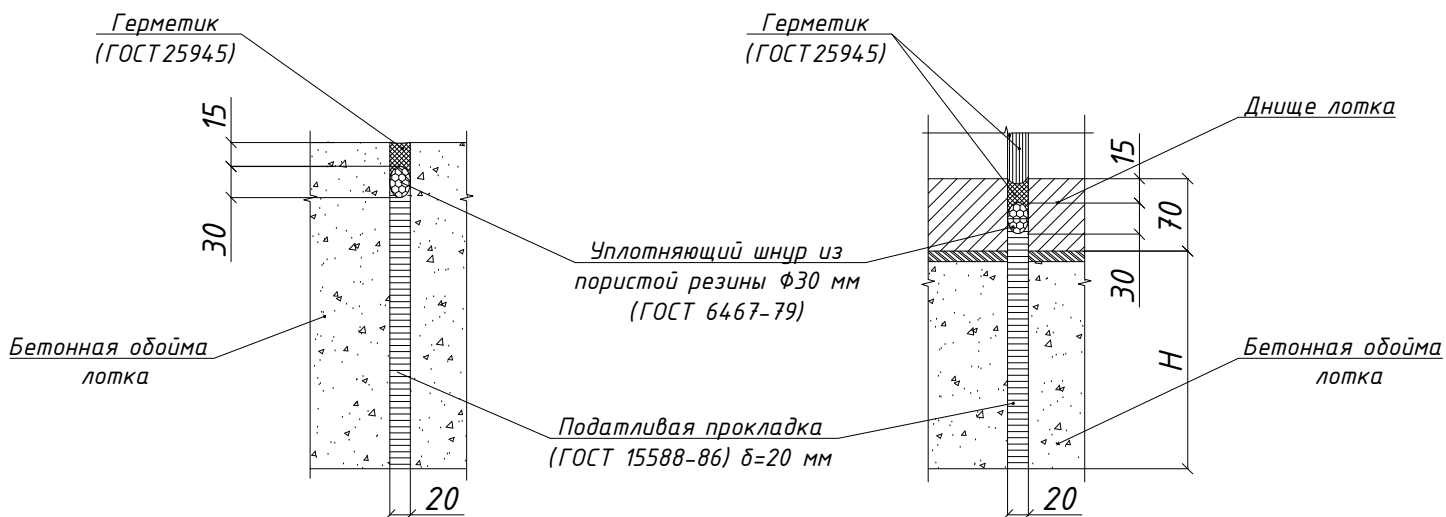 Герметик
(ГОСТ 25945)
Герметик
(ГОСТ 25945)
15
30
Днище лотка
15
70
30
H
Уплотняющий шнур из
пористой резины Ф30 мм
(ГОСТ 6467-79)
Бетонная обойма
лотка
Бетонная обойма
лотка
Податливая прокладка
(ГОСТ 15588-86) δ=20 мм
20
20